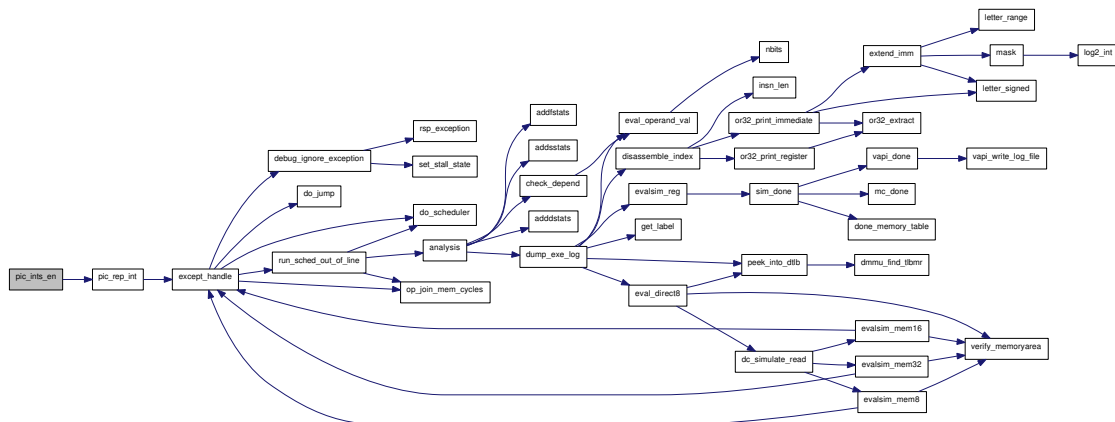 pic_ints_en
pic_rep_int
except_handle
debug_ignore_exception
do_jump
run_sched_out_of_line
rsp_exception
set_stall_state
do_scheduler
analysis
op_join_mem_cycles
addfstats
addsstats
check_depend
adddstats
dump_exe_log
eval_operand_val
disassemble_index
evalsim_reg
get_label
eval_direct8
nbits
insn_len
or32_print_immediate
or32_print_register
sim_done
peek_into_dtlb
dc_simulate_read
extend_imm
or32_extract
vapi_done
mc_done
done_memory_table
dmmu_find_tlbmr
evalsim_mem16
evalsim_mem32
evalsim_mem8
letter_range
mask
letter_signed
vapi_write_log_file
verify_memoryarea
log2_int